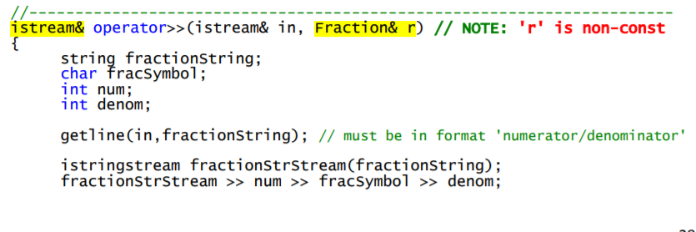 //----------------------------------------------------------------------
istream& operator>>(istream& in, Fraction& r) // NOTE: 'r' is non-const
{
string fractionString;
char fracSymbol;
int num;
int denom;
getline(in,fractionString); // must be in format 'numerator/denominator'
istringstream fractionStrStream(fractionString);
fractionStrStream >> num >> fracSymbol >> denom;